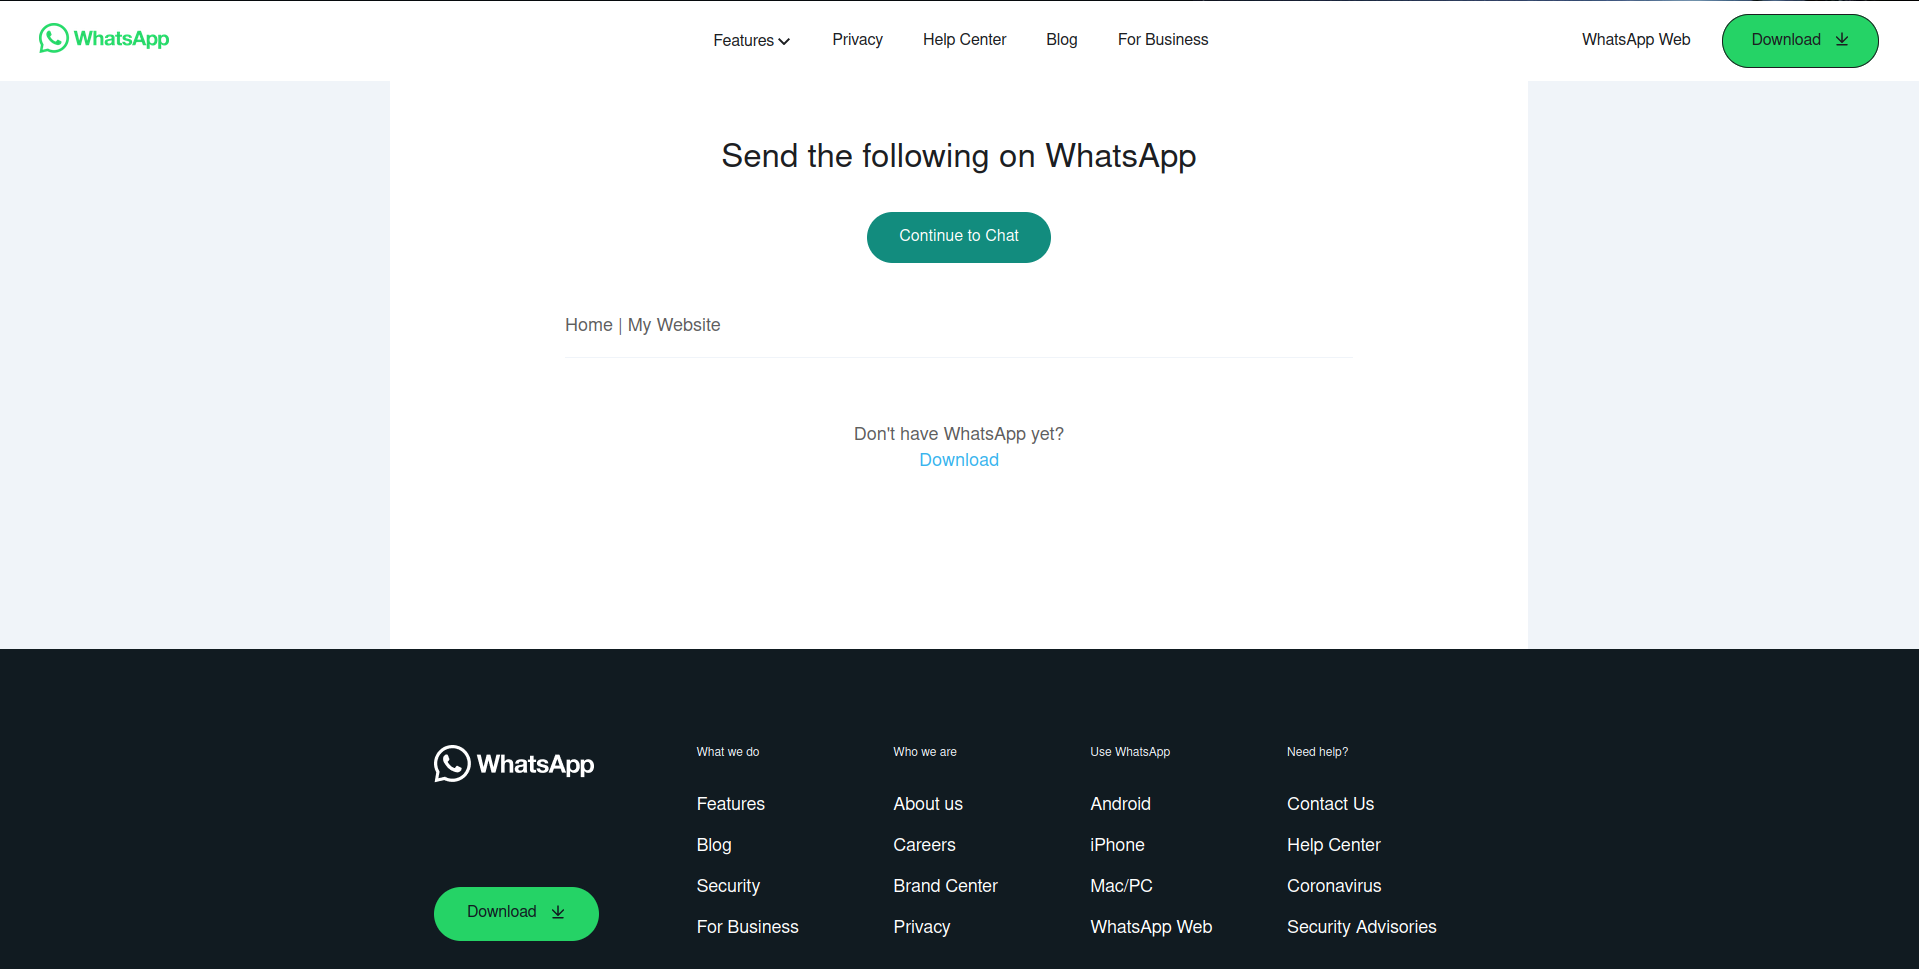 WhatsApp
Features
Privacy
Help Center
Blog
For Business
WhatsApp Web
Download
Send the following on WhatsApp
Continue to Chat
Home | My Website
Don't have WhatsApp yet?
Download
WhatsApp
Download
What we do
Features
Blog
Security
For Business
Who we are
About us
Careers
Brand Center
Privacy
Use WhatsApp
Android
iPhone
Mac/PC
WhatsApp Web
Need help?
Contact Us
Help Center
Coronavirus
Security Advisories